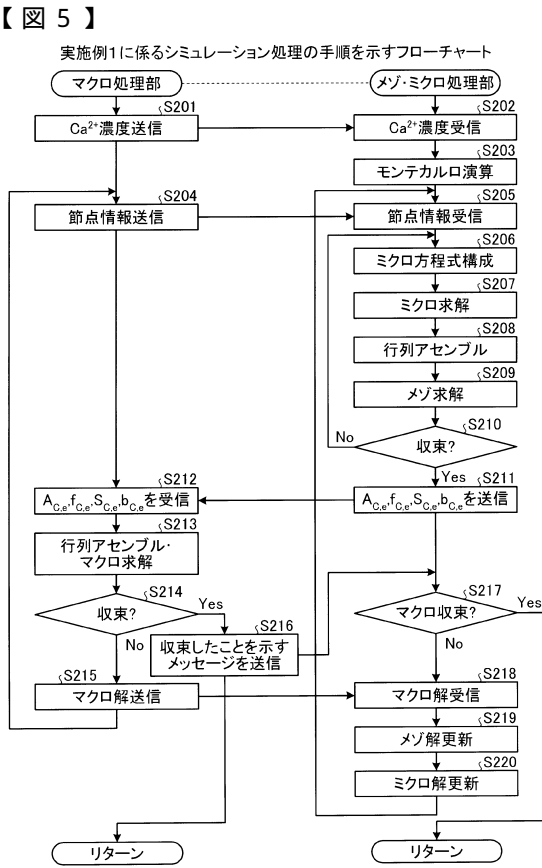 【図５】
実施例1に係るシミュレーション処理の手順を示すフローチャート
マクロ処理部
メゾ・ミクロ処理部
S201
Ca²⁺濃度送信
S202
Ca²⁺濃度受信
S203
モンテカルロ演算
S204
節点情報送信
S205
節点情報受信
S206
ミクロ方程式構成
S207
ミクロ求解
S208
行列アセンブル
S209
メゾ求解
S210
収束?
No
Yes
S212
A_C,e,f_C,e,S_C,e,b_C,eを受信
S211
A_C,e,f_C,e,S_C,e,b_C,eを送信
S213
行列アセンブル・
マクロ求解
S214
収束?
Yes
No
S216
収束したことを示す
メッセージを送信
S217
マクロ収束?
Yes
No
S215
マクロ解送信
S218
マクロ解受信
S219
メゾ解更新
S220
ミクロ解更新
リターン
リターン